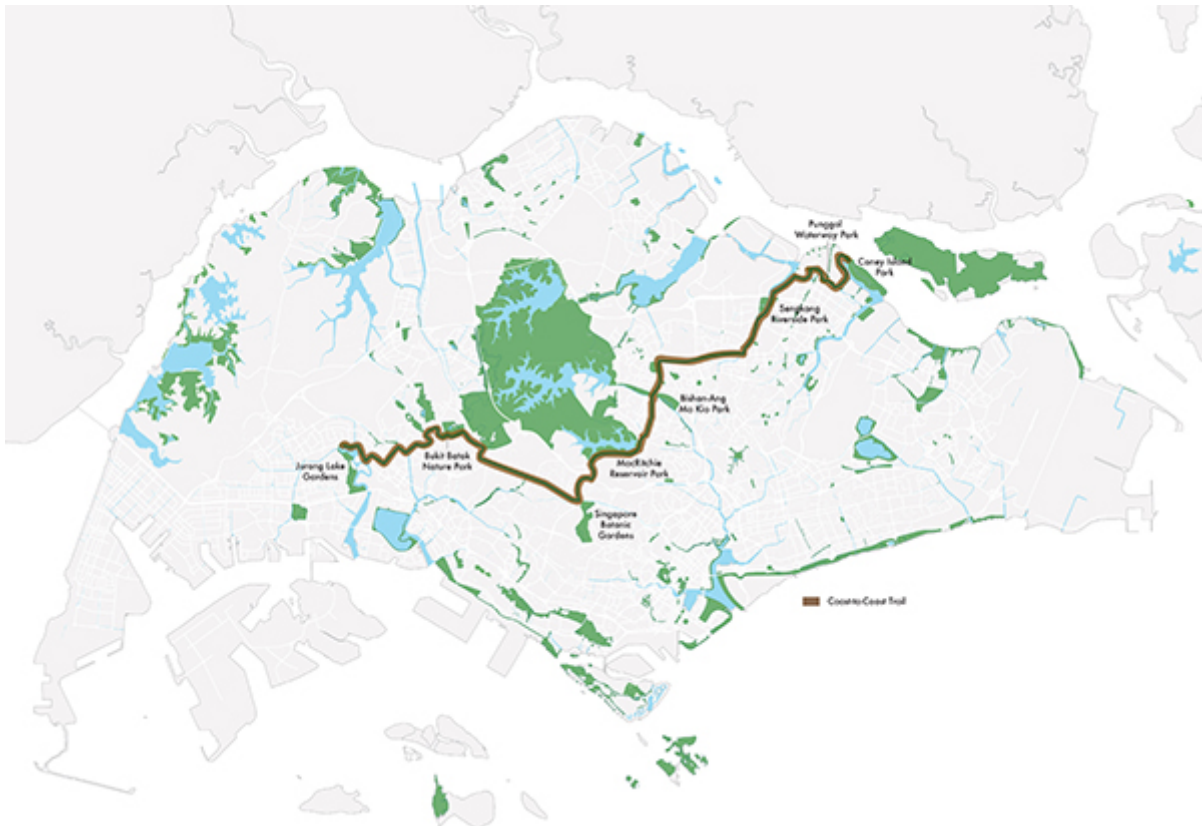 Punggol
Waterway Park
Coney Island
Park
Sengkang
Riverside Park
Bishan-Ang
Mo Kio Park
MacRitchie
Reservoir Park
Bukit Batok
Nature Park
Jurong Lake
Gardens
Singapore
Botanic
Gardens
Coast-to-Coast Trail